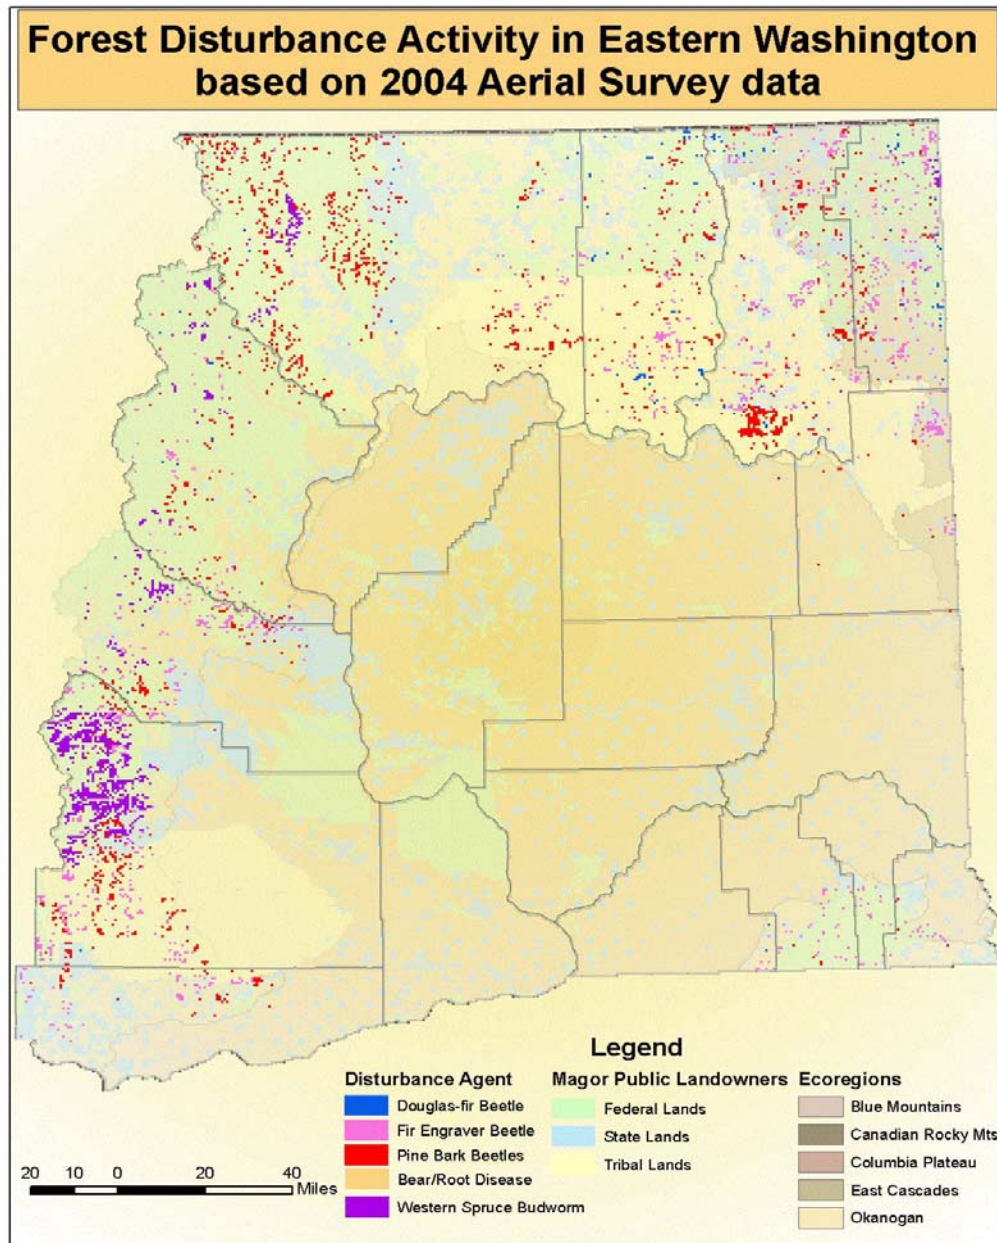 Forest Disturbance Activity in Eastern Washington
based on 2004 Aerial Survey data
Legend
Disturbance Agent
Douglas-fir Beetle
Fir Engraver Beetle
Pine Bark Beetles
Bear/Root Disease
Western Spruce Budworm
Magor Public Landowners
Federal Lands
State Lands
Tribal Lands
Ecoregions
Blue Mountains
Canadian Rocky Mts
Columbia Plateau
East Cascades
Okanogan
20 10 0 20 40
Miles